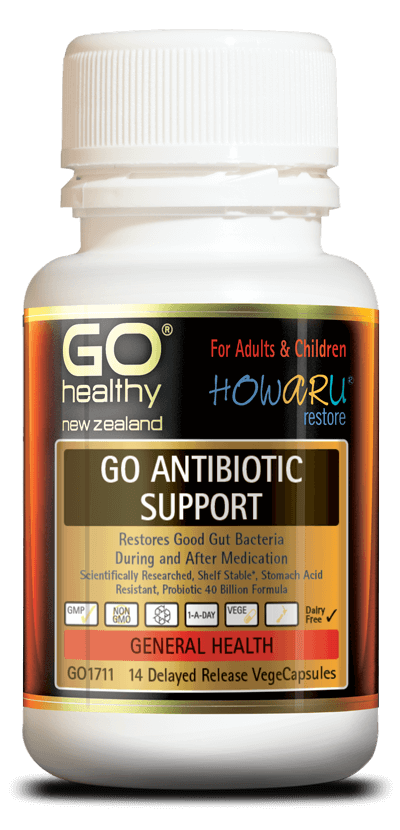 GO®
healthy
new zealand
For Adults & Children
HOWARU®
restore
GO ANTIBIOTIC
SUPPORT
Restores Good Gut Bacteria
During and After Medication
Scientifically Researched, Shelf Stable*, Stomach Acid
Resistant, Probiotic 40 Billion Formula
GMP
NON GMO
1-A-DAY
VEGE
Dairy Free
GENERAL HEALTH
GO1711 14 Delayed Release VegeCapsules